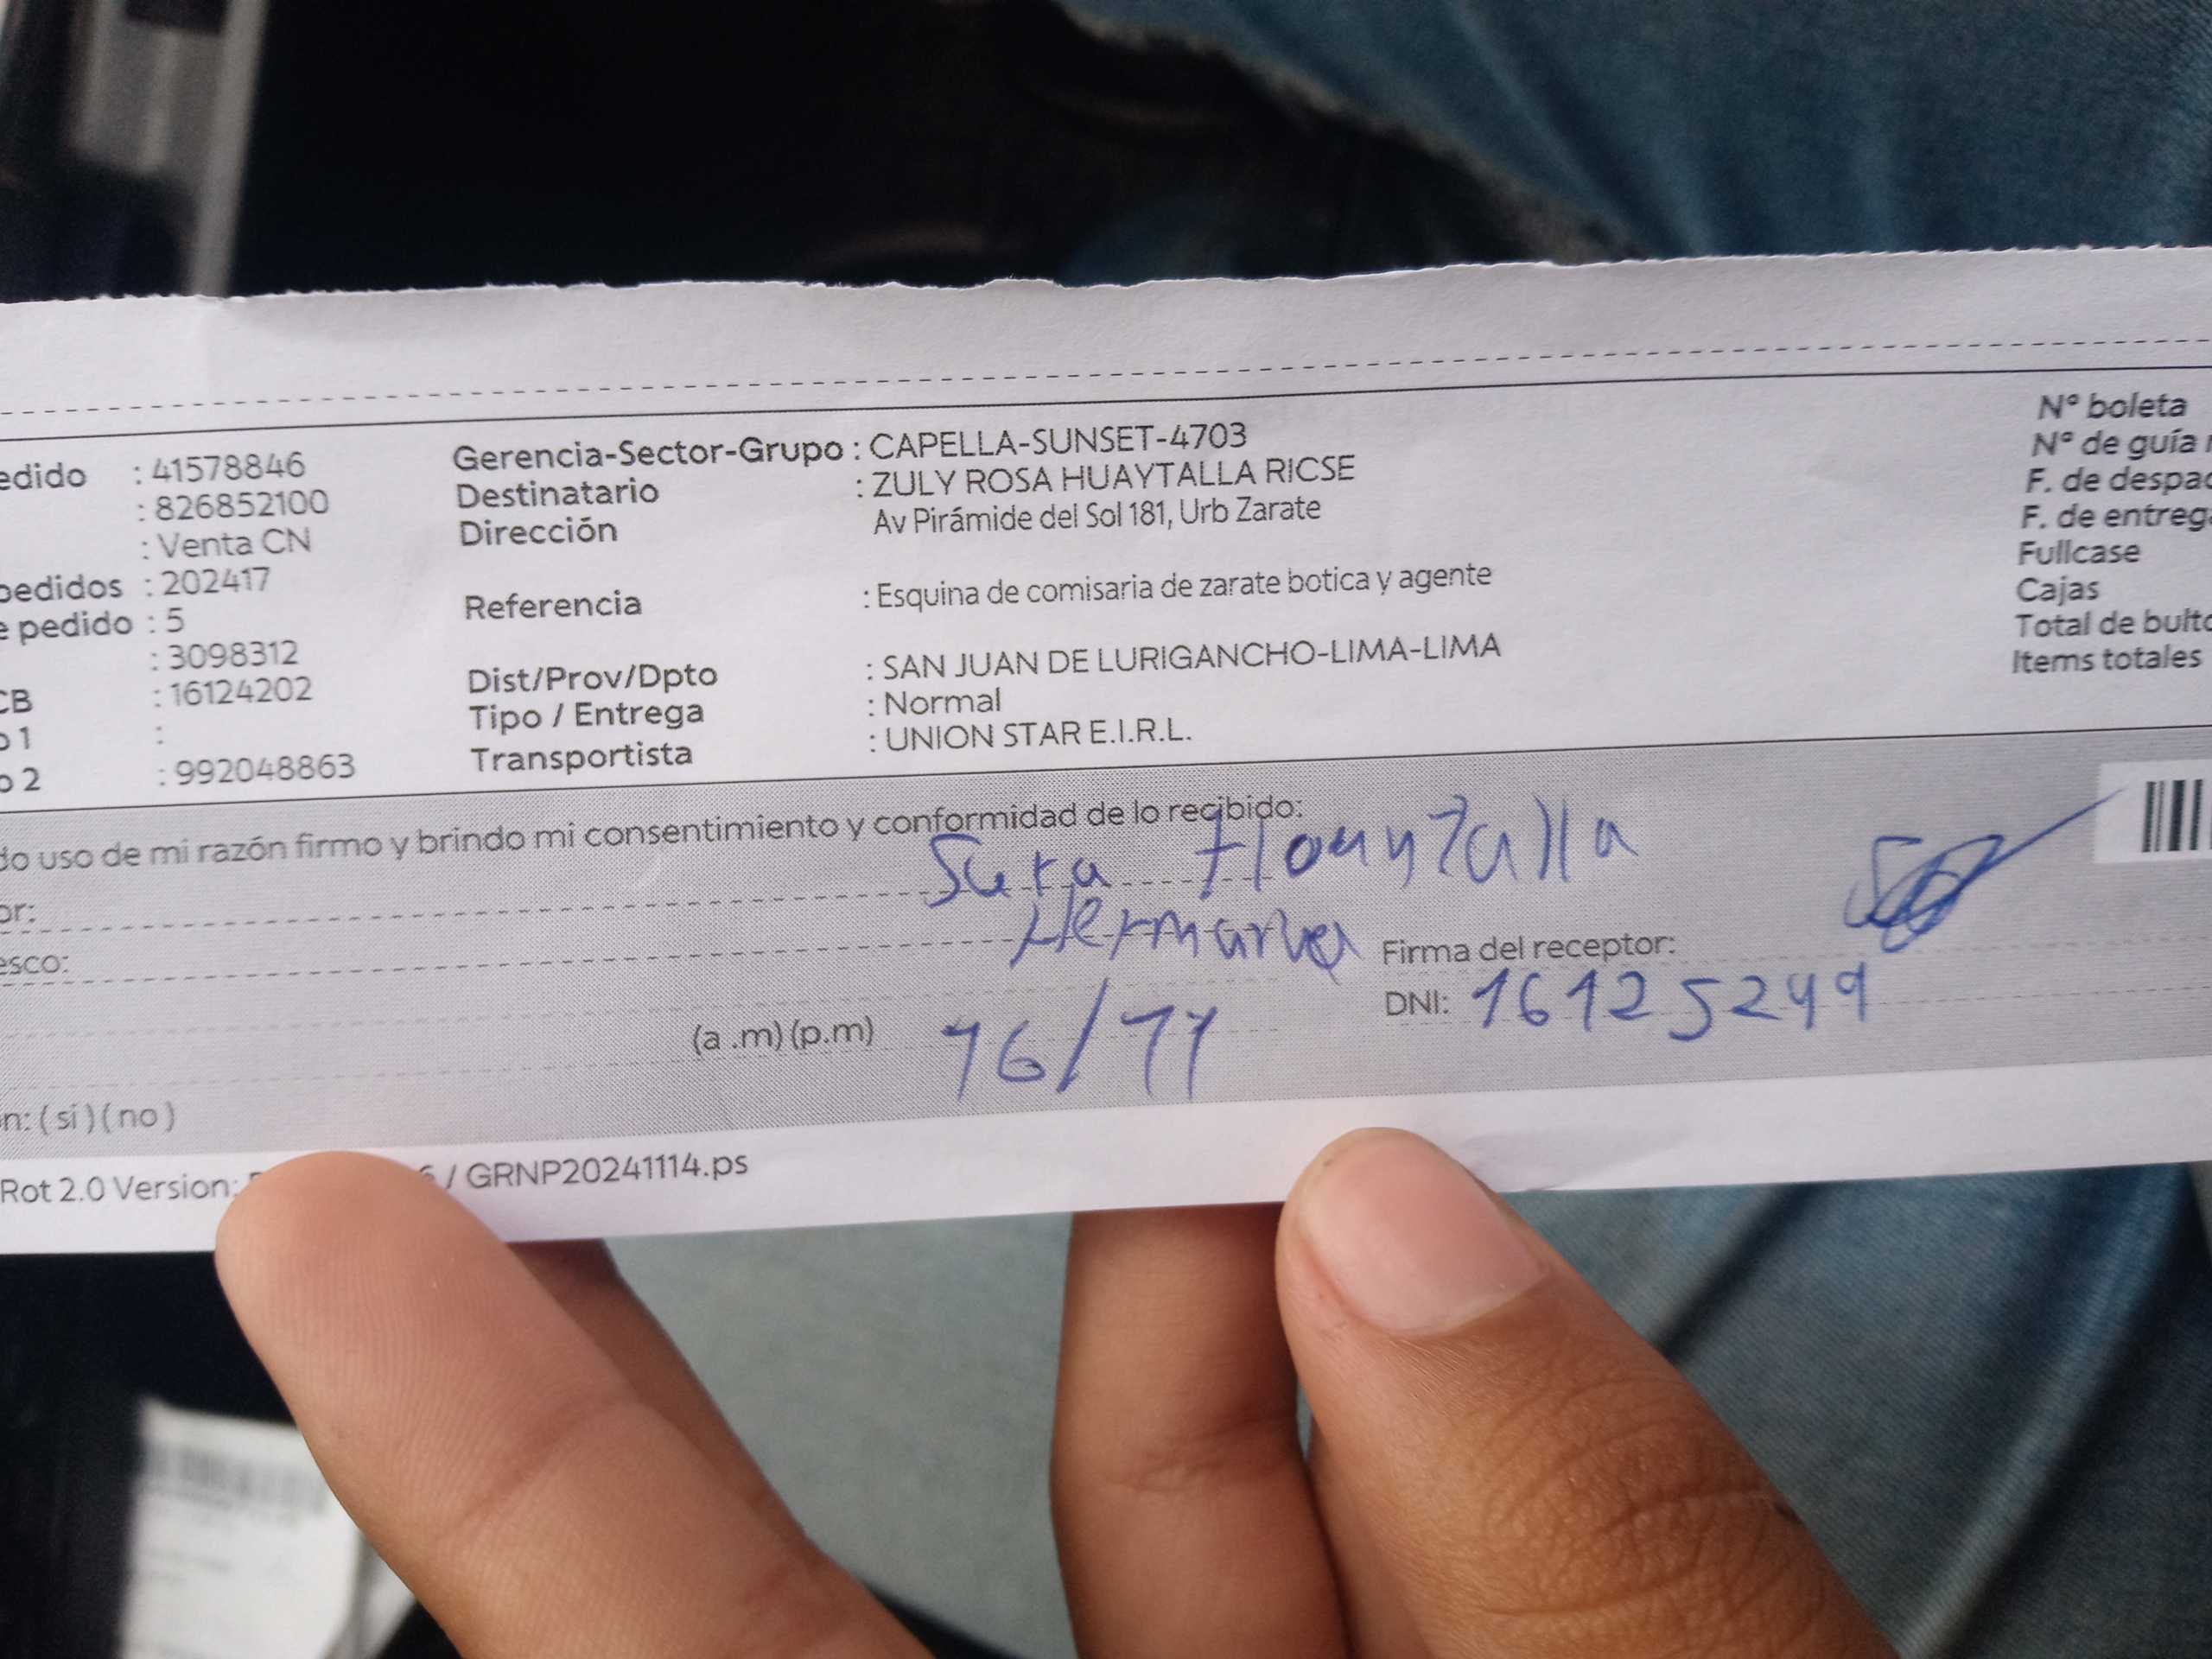 edido : 41578846
: 826852100
: Venta CN
pedidos : 202417
e pedido : 5
: 3098312
CB : 16124202
o 1 :
o 2 : 992048863
Gerencia-Sector-Grupo : CAPELLA-SUNSET-4703
Destinatario : ZULY ROSA HUAYTALLA RICSE
Dirección Av Pirámide del Sol 181, Urb Zarate
Referencia : Esquina de comisaria de zarate botica y agente
Dist/Prov/Dpto : SAN JUAN DE LURIGANCHO-LIMA-LIMA
Tipo / Entrega : Normal
Transportista : UNION STAR E.I.R.L.
Nº boleta
Nº de guía r
F. de despac
F. de entrega
Fullcase
Cajas
Total de bulto
Items totales
do uso de mi razón firmo y brindo mi consentimiento y conformidad de lo recibido:
or: Sara Huaytalla
esco: Hermana
Firma del receptor:
(a .m) (p.m) 16/11
DNI: 16125249
n: ( si ) ( no )
Rot 2.0 Version: / GRNP20241114.ps